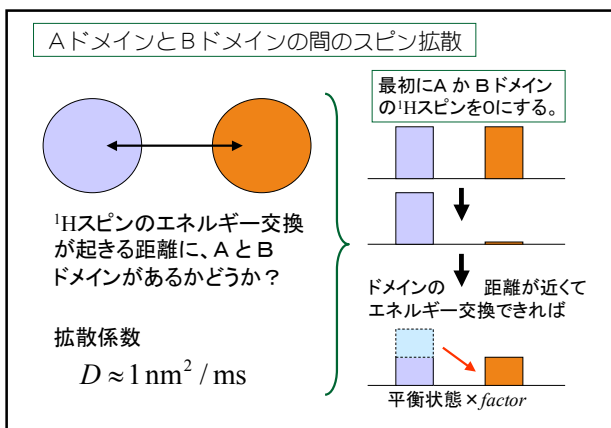 AドメインとBドメインの間のスピン拡散
最初にA か B ドメイン
の¹Hスピンを0にする。
¹Hスピンのエネルギー交換
が起きる距離に、A と B
ドメインがあるかどうか？
ドメインの 距離が近くて
エネルギー交換できれば
拡散係数
D ≈ 1 nm² / ms
平衡状態×factor